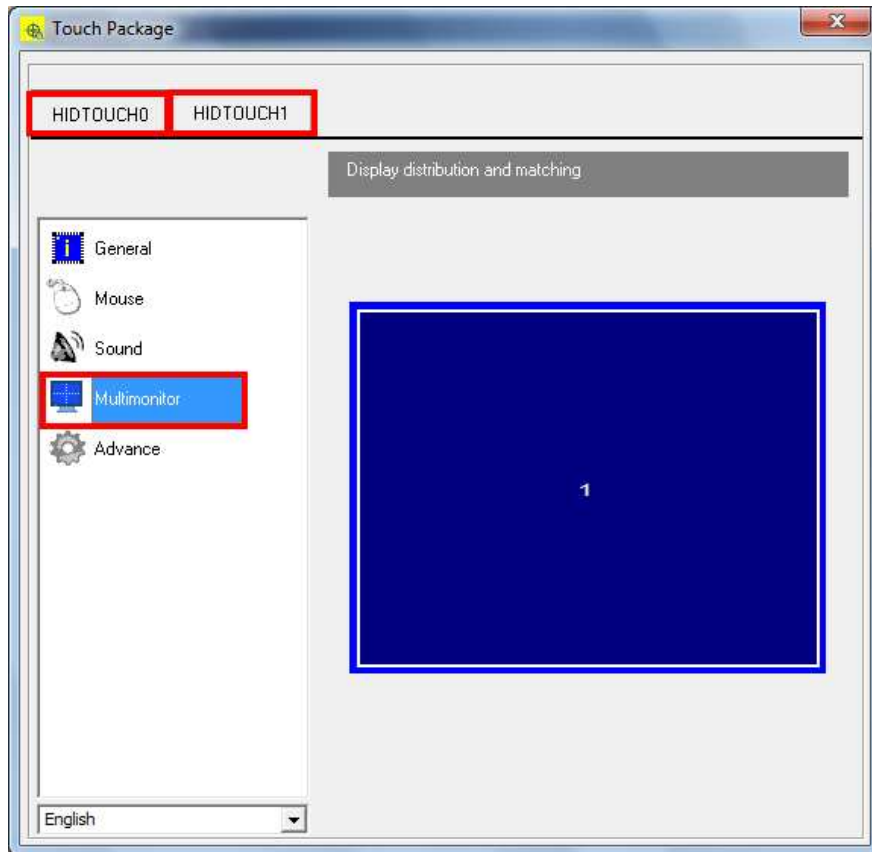 Touch Package
HIDTOUCH0 HIDTOUCH1
Display distribution and matching
General
Mouse
Sound
Multimonitor
Advance
1
English